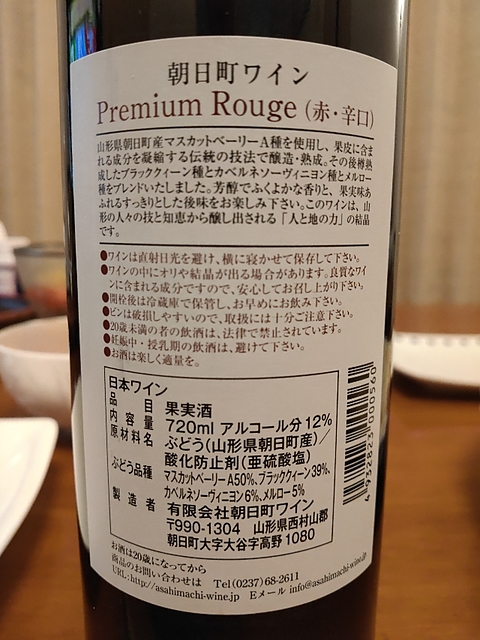 朝日町ワイン
Premium Rouge (赤・辛口)
山形県朝日町産マスカットベーリーA種を使用し、果皮に含ま
れる成分を凝縮する伝統の技法で醸造・熟成。その後樽熟
成したブラッククィーン種とカベルネソーヴィニヨン種とメルロー
種をブレンドいたしました。芳醇でふくよかな香りと、果実味あ
ふれるすっきりとした後味をお楽しみ下さい。このワインは、山
形の人々の技と知恵から醸し出される「人と地の力」の結晶
です。
●ワインは直射日光を避け、横に寝かせて保存して下さい。
●ワインの中にオリや結晶が出る場合があります。良質なワイ
ンに含まれる成分ですので、安心してお召し上がり下さい。
●開栓後は冷蔵庫で保管し、お早めにお飲み下さい。
●ビンは破損しやすいので、取扱には十分ご注意下さい。
●20歳未満の者の飲酒は、法律で禁止されています。
●妊娠中・授乳期の飲酒は、避けて下さい。
●お酒は楽しく適量を。
日本ワイン
品目 果実酒
内容量 720ml アルコール分12%
原材料名 ぶどう(山形県朝日町産)／
酸化防止剤(亜硫酸塩)
ぶどう品種 マスカットベーリーA50%、ブラッククィーン39%、
カベルネソーヴィニヨン6%、メルロー5%
製造者 有限会社朝日町ワイン
〒990-1304 山形県西村山郡
朝日町大字大谷字高野1080
4 932823 000560
お酒は20歳になってから
商品のお問い合わせは Tel(0237)68-2611
URL:http://asahimachi-wine.jp Eメール info@asahimachi-wine.jp